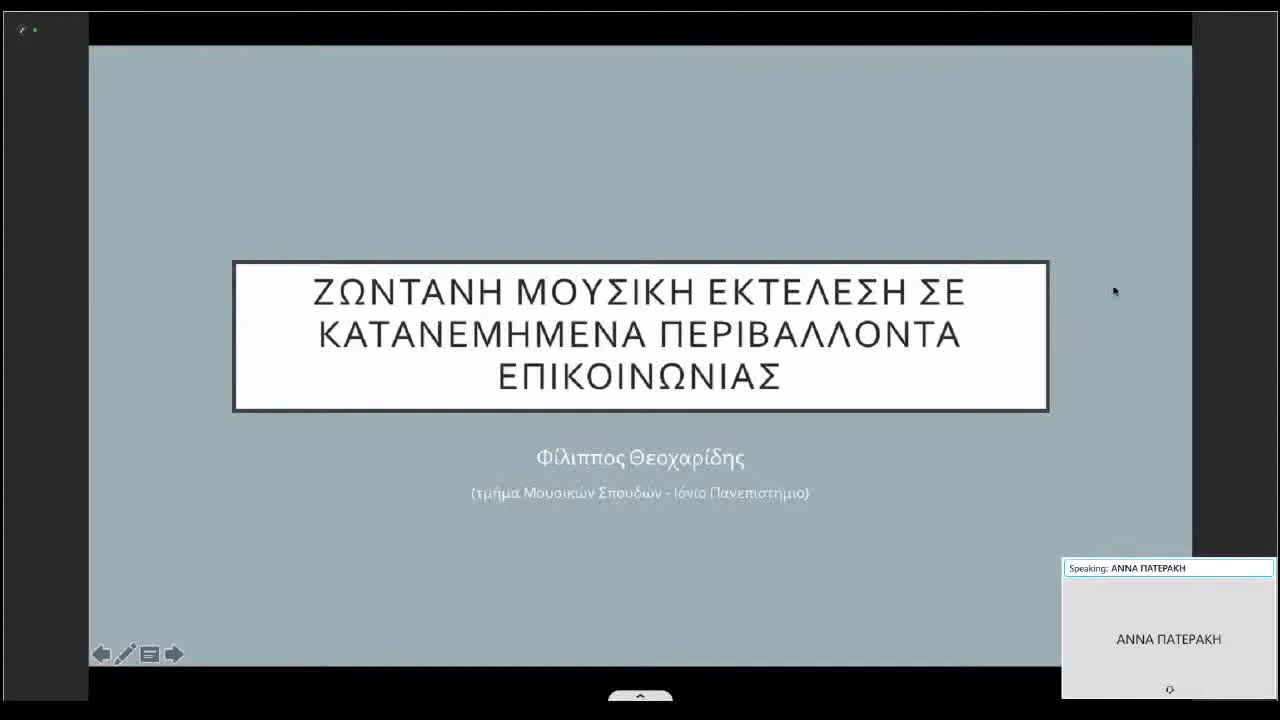 ΖΩΝΤΑΝΗ ΜΟΥΣΙΚΗ ΕΚΤΕΛΕΣΗ ΣΕ
ΚΑΤΑΝΕΜΗΜΕΝΑ ΠΕΡΙΒΑΛΛΟΝΤΑ
ΕΠΙΚΟΙΝΩΝΙΑΣ
Φίλιππος Θεοχαρίδης
(τμήμα Μουσικών Σπουδών - Ιόνιο Πανεπιστήμιο)
Speaking: ΑΝΝΑ ΠΑΤΕΡΑΚΗ
ΑΝΝΑ ΠΑΤΕΡΑΚΗ